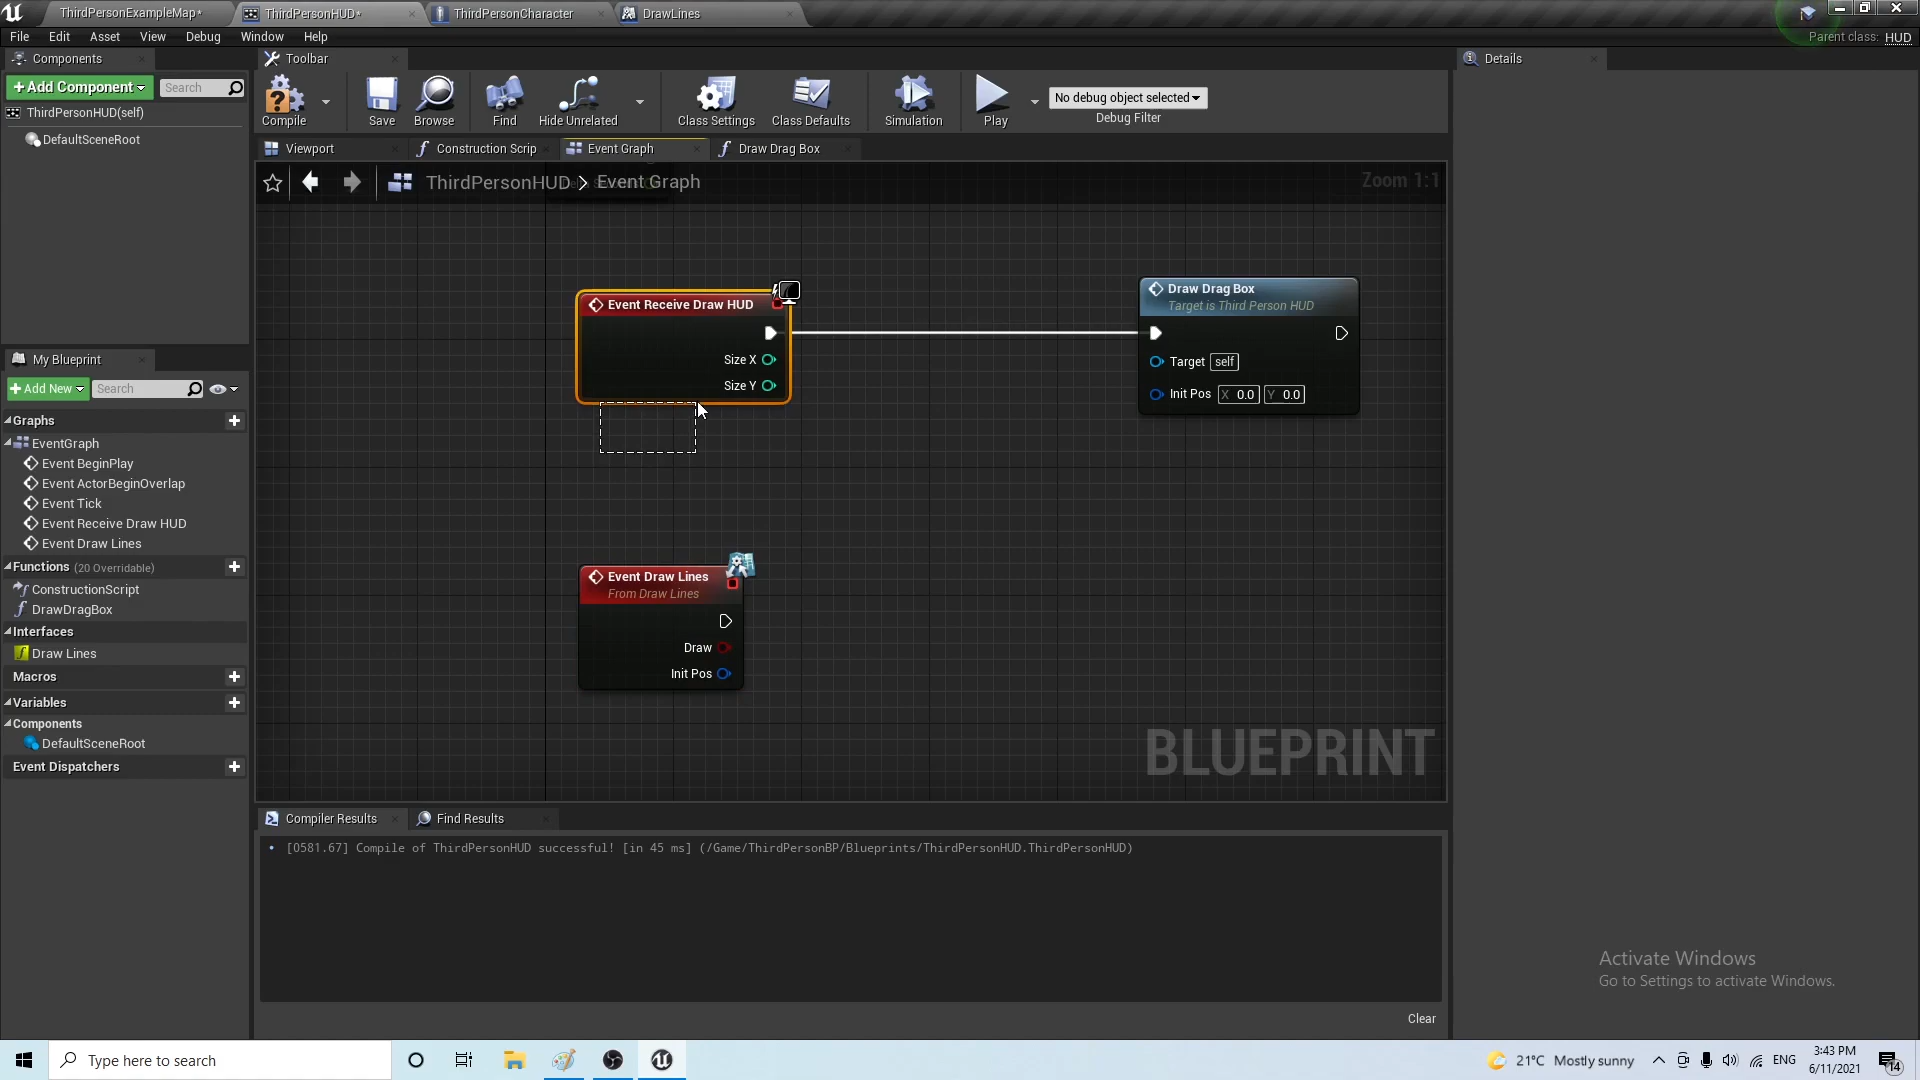 ThirdPersonExampleMap*
ThirdPersonHUD*
ThirdPersonCharacter
DrawLines
File Edit Asset View Debug Window Help
Parent class: HUD
Components
+Add Component
Search
ThirdPersonHUD(self)
DefaultSceneRoot
Toolbar
Compile
Save
Browse
Find
Hide Unrelated
Class Settings
Class Defaults
Simulation
Play
No debug object selected
Debug Filter
Details
Viewport
Construction Scrip
Event Graph
Draw Drag Box
ThirdPersonHUD > Event Graph
Zoom 1:1
Event Receive Draw HUD
Size X
Size Y
Draw Drag Box
Target is Third Person HUD
Target self
Init Pos X 0.0 Y 0.0
Event Draw Lines
From Draw Lines
Draw
Init Pos
BLUEPRINT
My Blueprint
+Add New
Search
Graphs
EventGraph
Event BeginPlay
Event ActorBeginOverlap
Event Tick
Event Receive Draw HUD
Event Draw Lines
Functions (20 Overridable)
ConstructionScript
DrawDragBox
Interfaces
Draw Lines
Macros
Variables
Components
DefaultSceneRoot
Event Dispatchers
Compiler Results
Find Results
[0581.67] Compile of ThirdPersonHUD successful! [in 45 ms] (/Game/ThirdPersonBP/Blueprints/ThirdPersonHUD.ThirdPersonHUD)
Clear
Activate Windows
Go to Settings to activate Windows.
Type here to search
21°C Mostly sunny
ENG
3:43 PM
6/11/2021
14